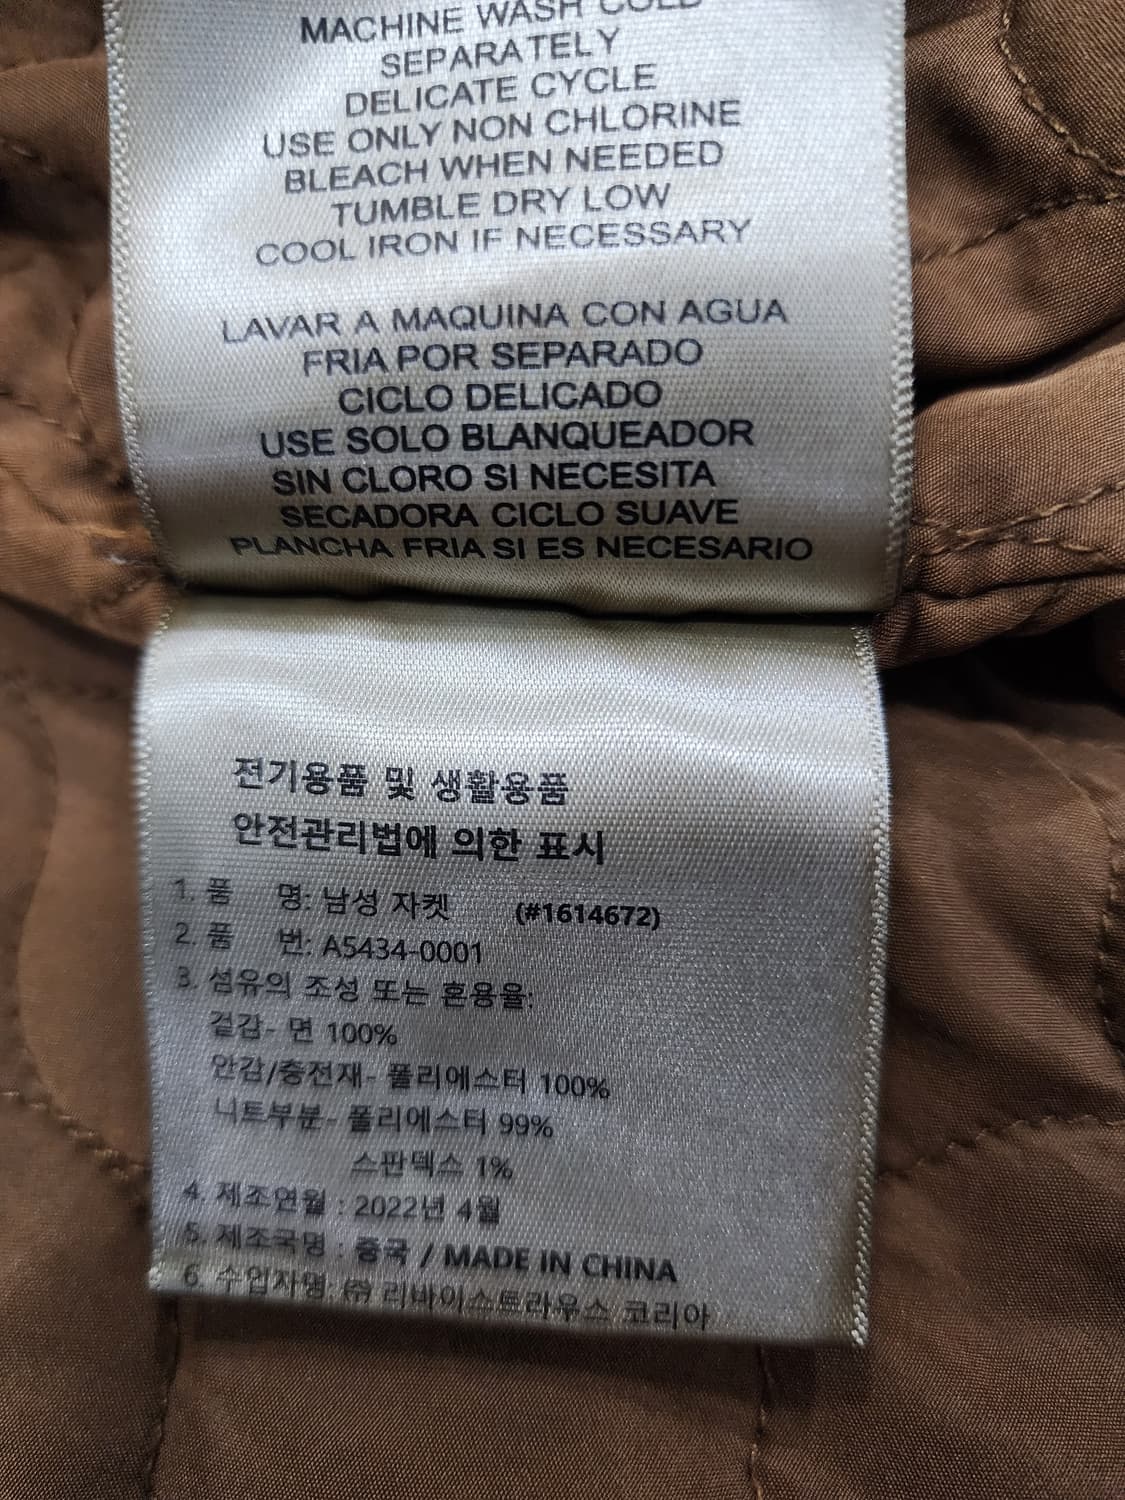 MACHINE WASH COLD
SEPARATELY
DELICATE CYCLE
USE ONLY NON CHLORINE
BLEACH WHEN NEEDED
TUMBLE DRY LOW
COOL IRON IF NECESSARY
LAVAR A MAQUINA CON AGUA
FRIA POR SEPARADO
CICLO DELICADO
USE SOLO BLANQUEADOR
SIN CLORO SI NECESITA
SECADORA CICLO SUAVE
PLANCHA FRIA SI ES NECESARIO
전기용품 및 생활용품
안전관리법에 의한 표시
1. 품 명: 남성 자켓 (#1614672)
2. 품 번: A5434-0001
3. 섬유의 조성 또는 혼용율:
겉감- 면 100%
안감/충전재- 폴리에스터 100%
니트부분- 폴리에스터 99%
스판덱스 1%
4. 제조연월 : 2022년 4월
5. 제조국명 : 중국 / MADE IN CHINA
6. 수입자명: ㈜ 리바이스트라우스 코리아